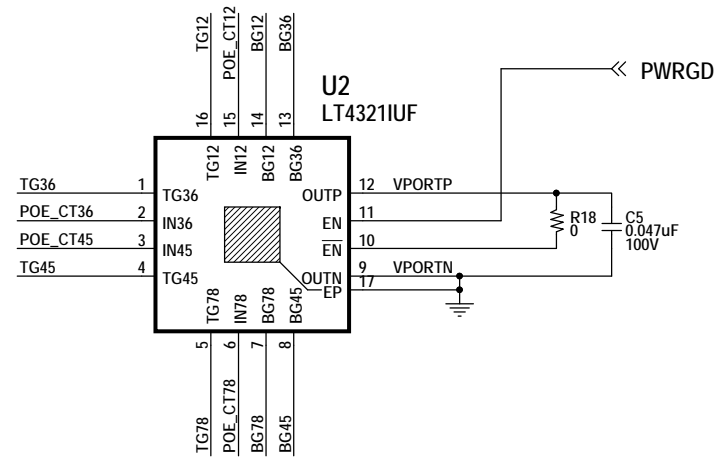 TG12
POE_CT12
BG12
BG36
PWRGD
U2
LT4321IUF
16
15
14
13
TG12
IN12
BG12
BG36
TG36
1
TG36
POE_CT36
2
IN36
POE_CT45
3
IN45
TG45
4
TG45
OUTP
12
VPORTP
EN
11
EN
10
OUTN
9
VPORTN
EP
17
R18
0
C5
0.047uF
100V
TG78
IN78
BG78
BG45
5
6
7
8
TG78
POE_CT78
BG78
BG45